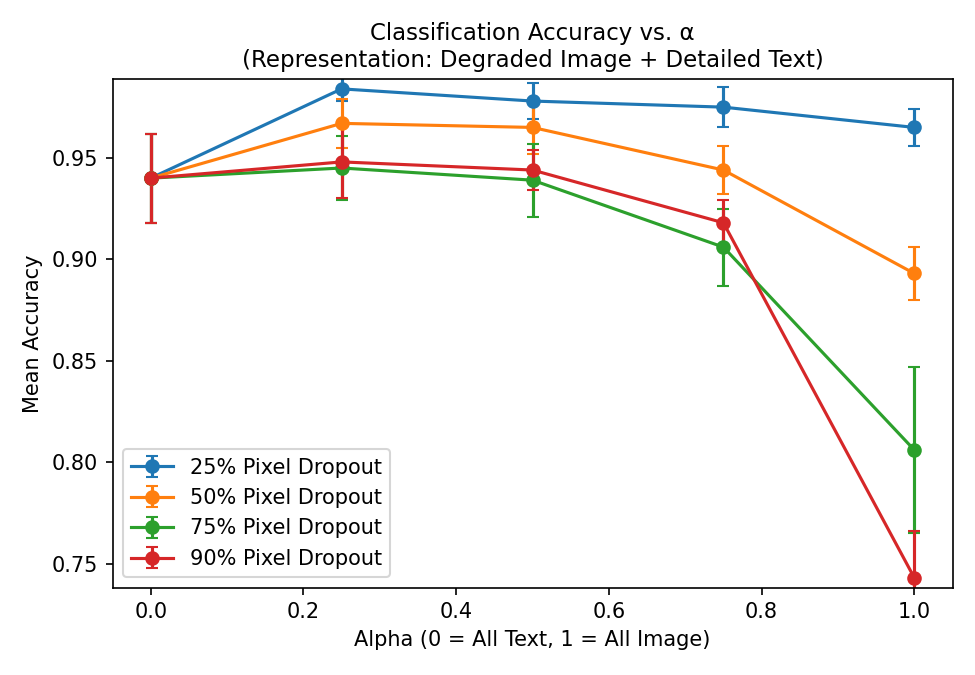 Classification Accuracy vs. α
(Representation: Degraded Image + Detailed Text)
Mean Accuracy
0.95
0.90
0.85
0.80
0.75
25% Pixel Dropout
50% Pixel Dropout
75% Pixel Dropout
90% Pixel Dropout
0.0 0.2 0.4 0.6 0.8 1.0
Alpha (0 = All Text, 1 = All Image)